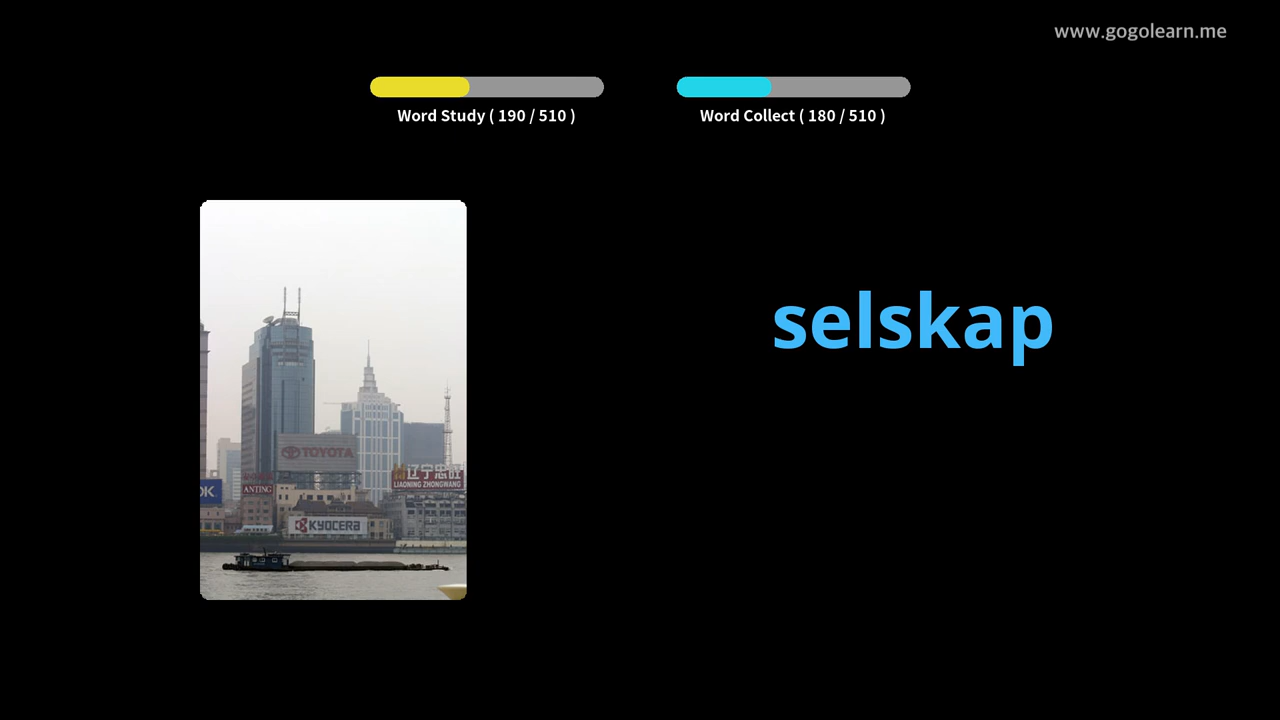 www.gogolearn.me
Word Study ( 190 / 510 )
Word Collect ( 180 / 510 )
selskap
TOYOTA
辽宁忠旺
LIAONING ZHONGWANG
OK
ANTING
KYOCERA